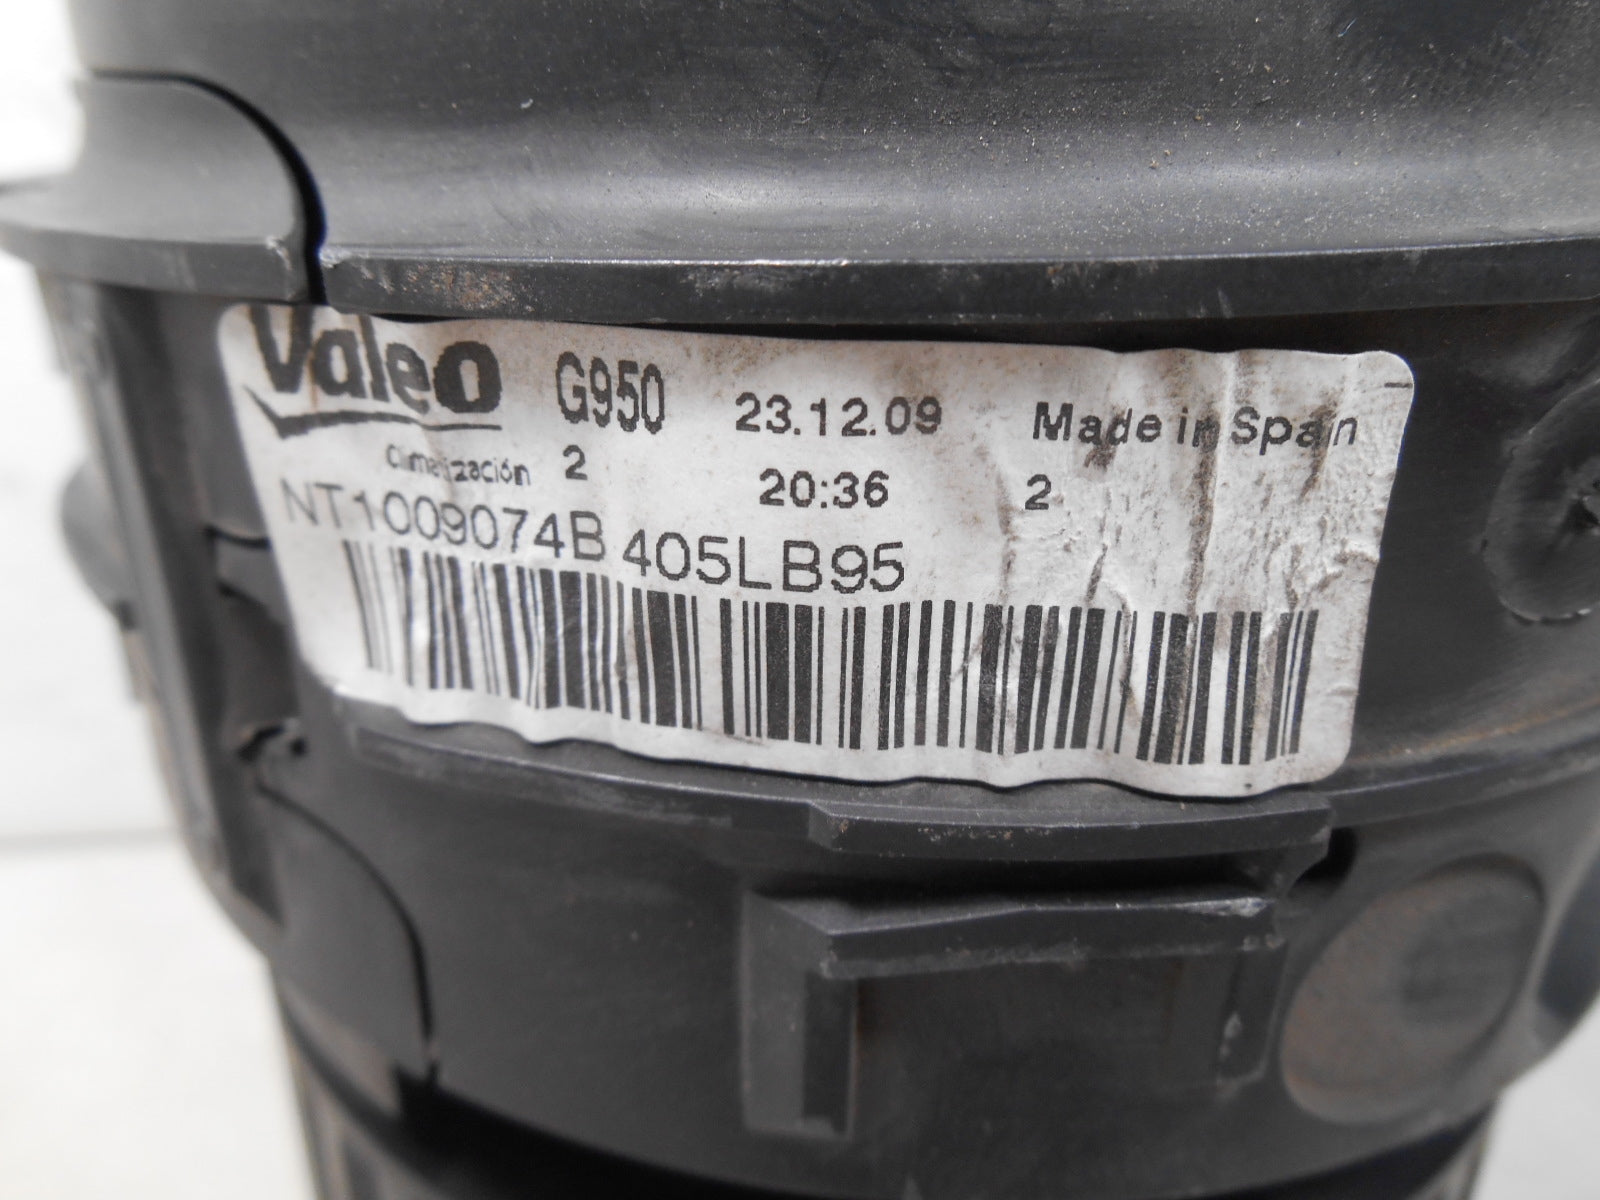 Valeo G950 23.12.09 Made in Spain
Climatización 2 20:36 2
NT1009074B 405LB95